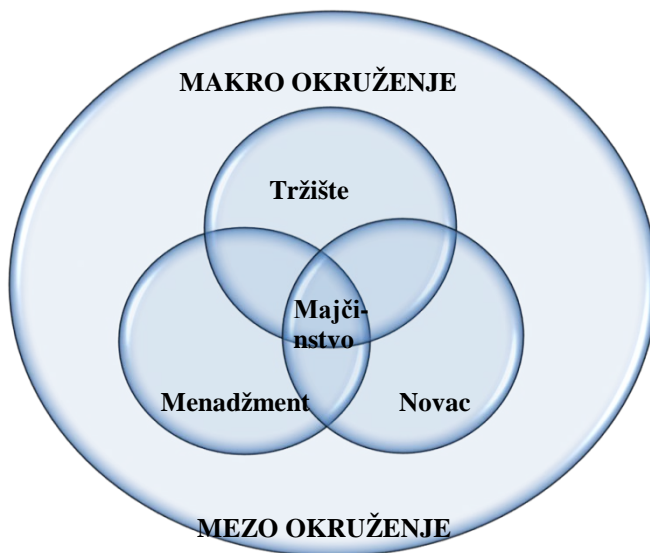 MAKRO OKRUŽENJE
Tržište
Majči-
nstvo
Menadžment
Novac
MEZO OKRUŽENJE